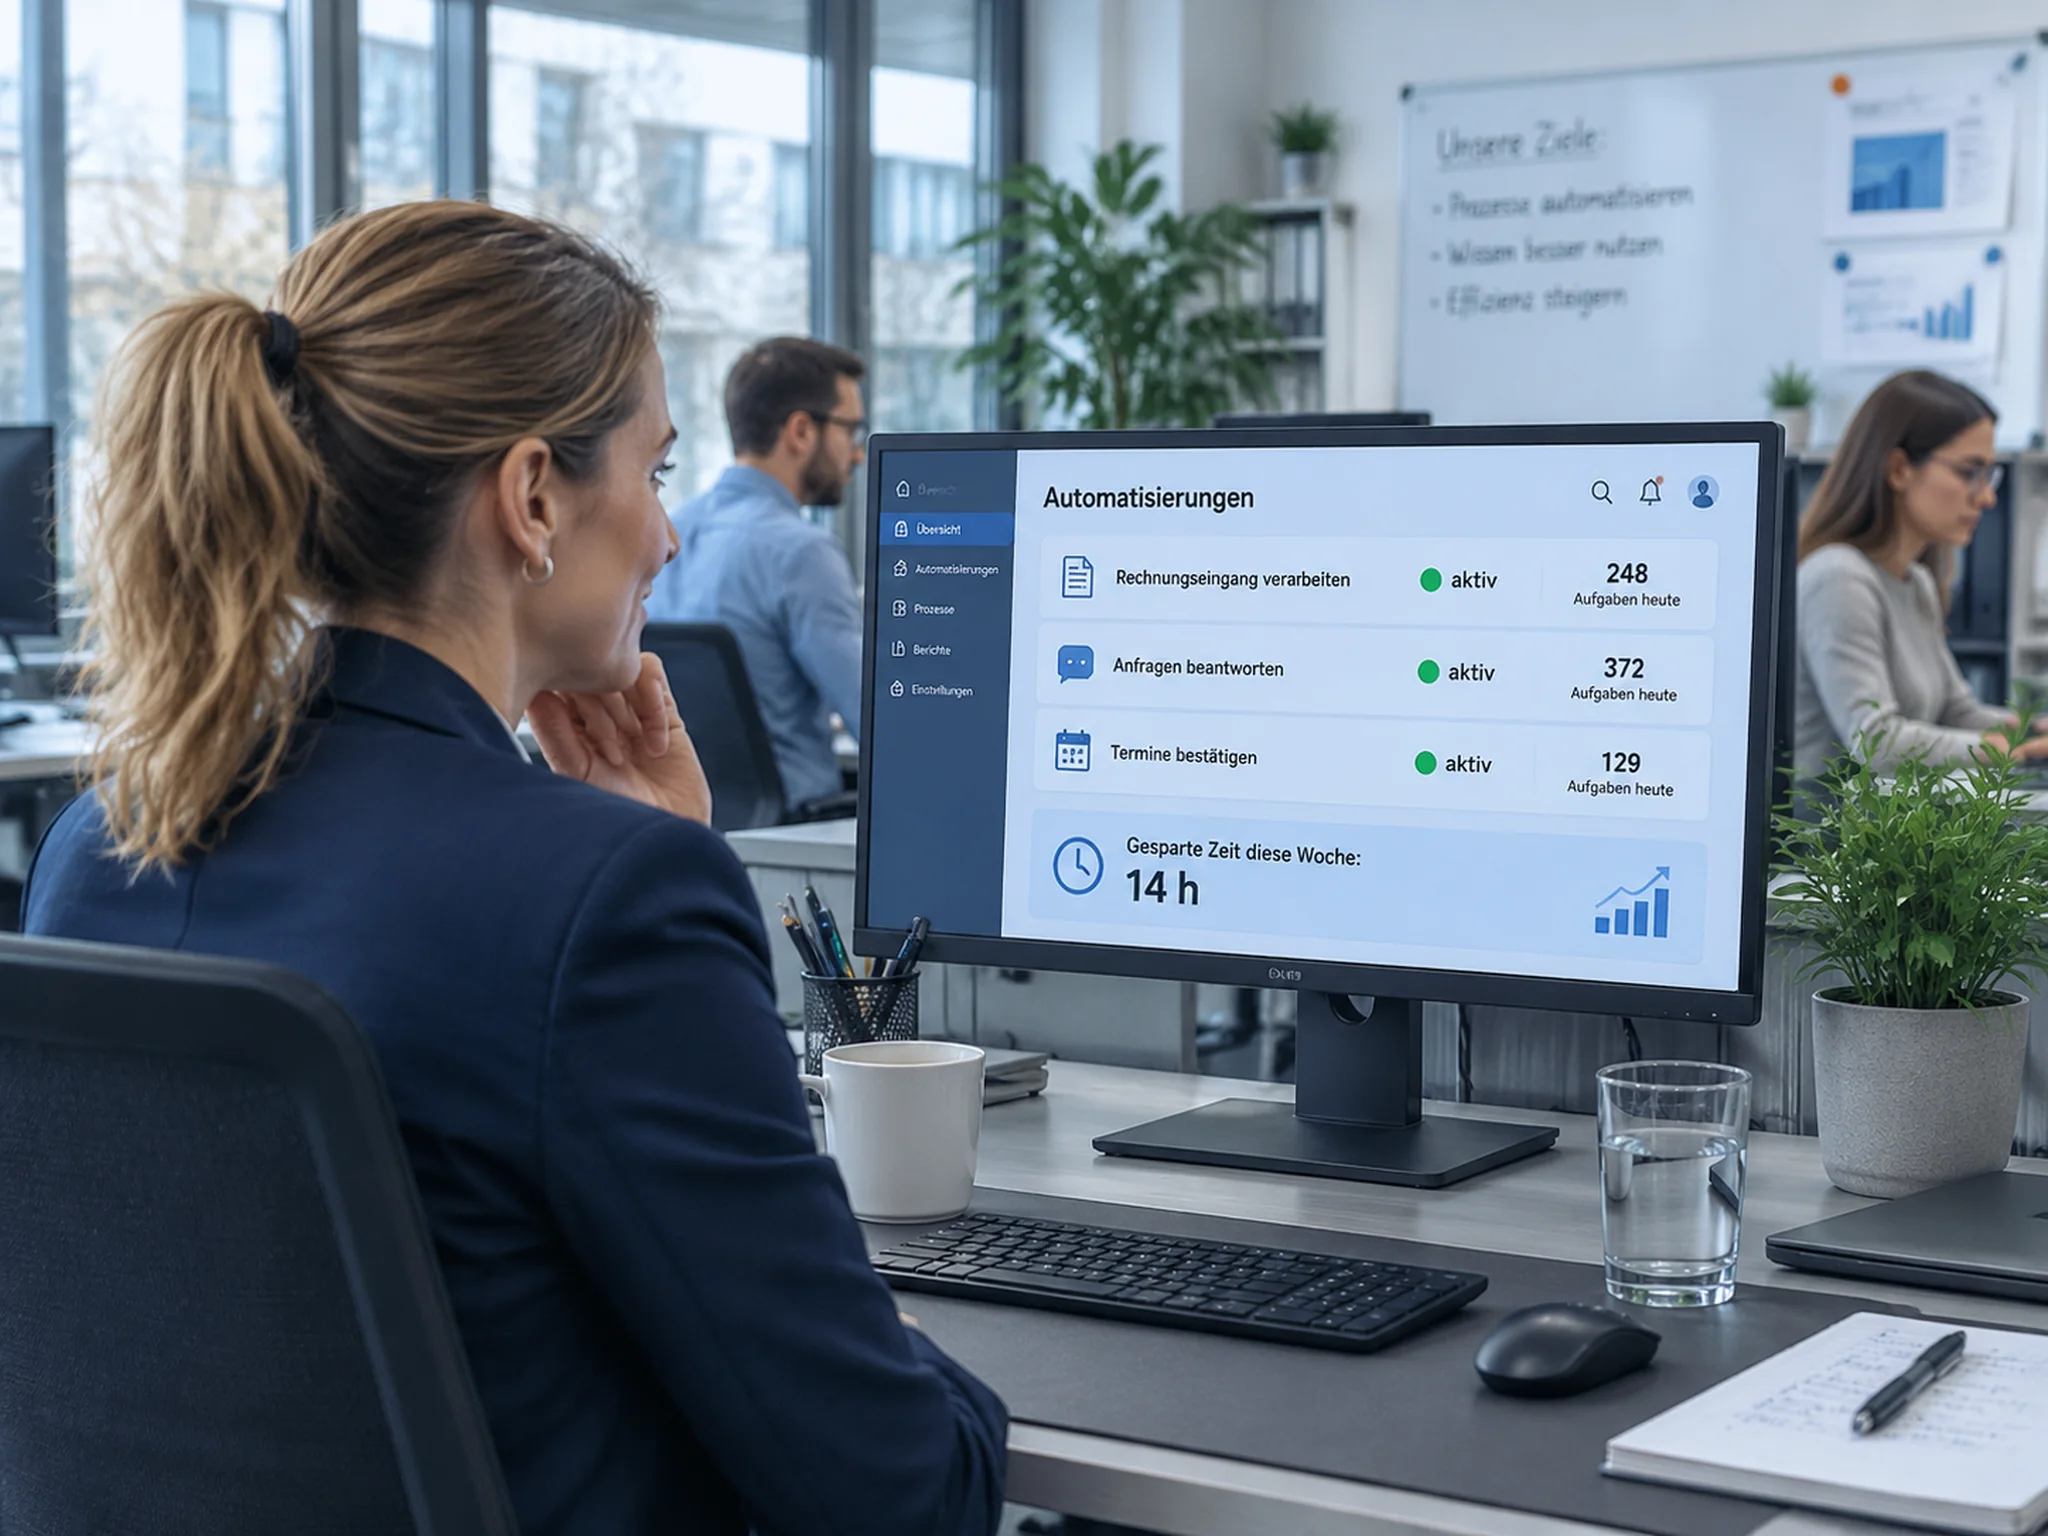 Unsere Ziele:
- Prozesse automatisieren
- Wissen besser nutzen
- Effizienz steigern
Übersicht
Automatisierungen
Prozesse
Berichte
Einstellungen
Automatisierungen
Rechnungseingang verarbeiten
aktiv
248
Aufgaben heute
Anfragen beantworten
aktiv
372
Aufgaben heute
Termine bestätigen
aktiv
129
Aufgaben heute
Gesparte Zeit diese Woche:
14 h